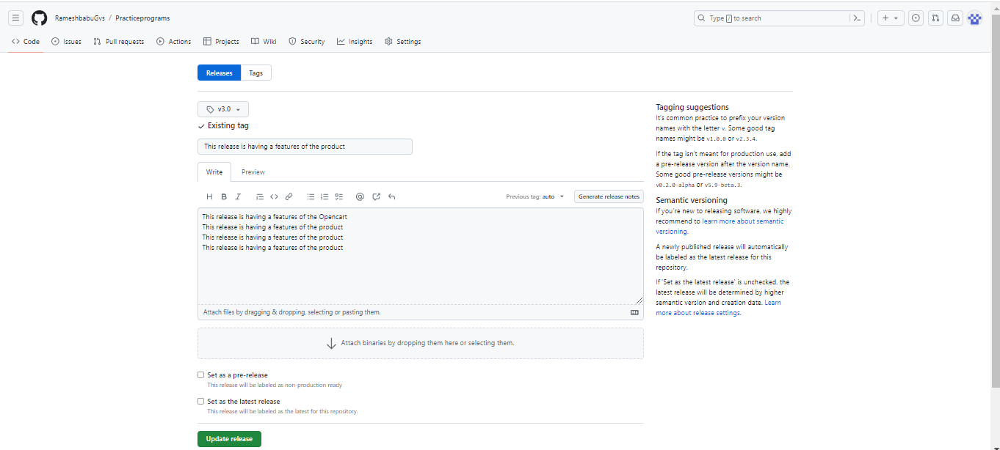 RameshbabuGvs / Practiceprograms
Type / to search
Code Issues Pull requests Actions Projects Wiki Security Insights Settings
Releases Tags
v3.0
Existing tag
This release is having a features of the product
Write Preview
H B I
Previous tag: auto
Generate release notes
This release is having a features of the Opencart
This release is having a features of the product
This release is having a features of the product
This release is having a features of the product
Attach files by dragging & dropping, selecting or pasting them.
Attach binaries by dropping them here or selecting them.
Set as a pre-release
This release will be labeled as non-production ready
Set as the latest release
This release will be labeled as the latest for this repository.
Update release
Tagging suggestions
It's common practice to prefix your version
names with the letter v. Some good tag
names might be v1.0.0 or v2.3.4.
If the tag isn't meant for production use, add
a pre-release version after the version name.
Some good pre-release versions might be
v0.2.0-alpha or v5.9-beta.3.
Semantic versioning
If you're new to releasing software, we highly
recommend to learn more about semantic
versioning.
A newly published release will automatically
be labeled as the latest release for this
repository.
If 'Set as the latest release' is unchecked, the
latest release will be determined by higher
semantic version and creation date. Learn
more about release settings.